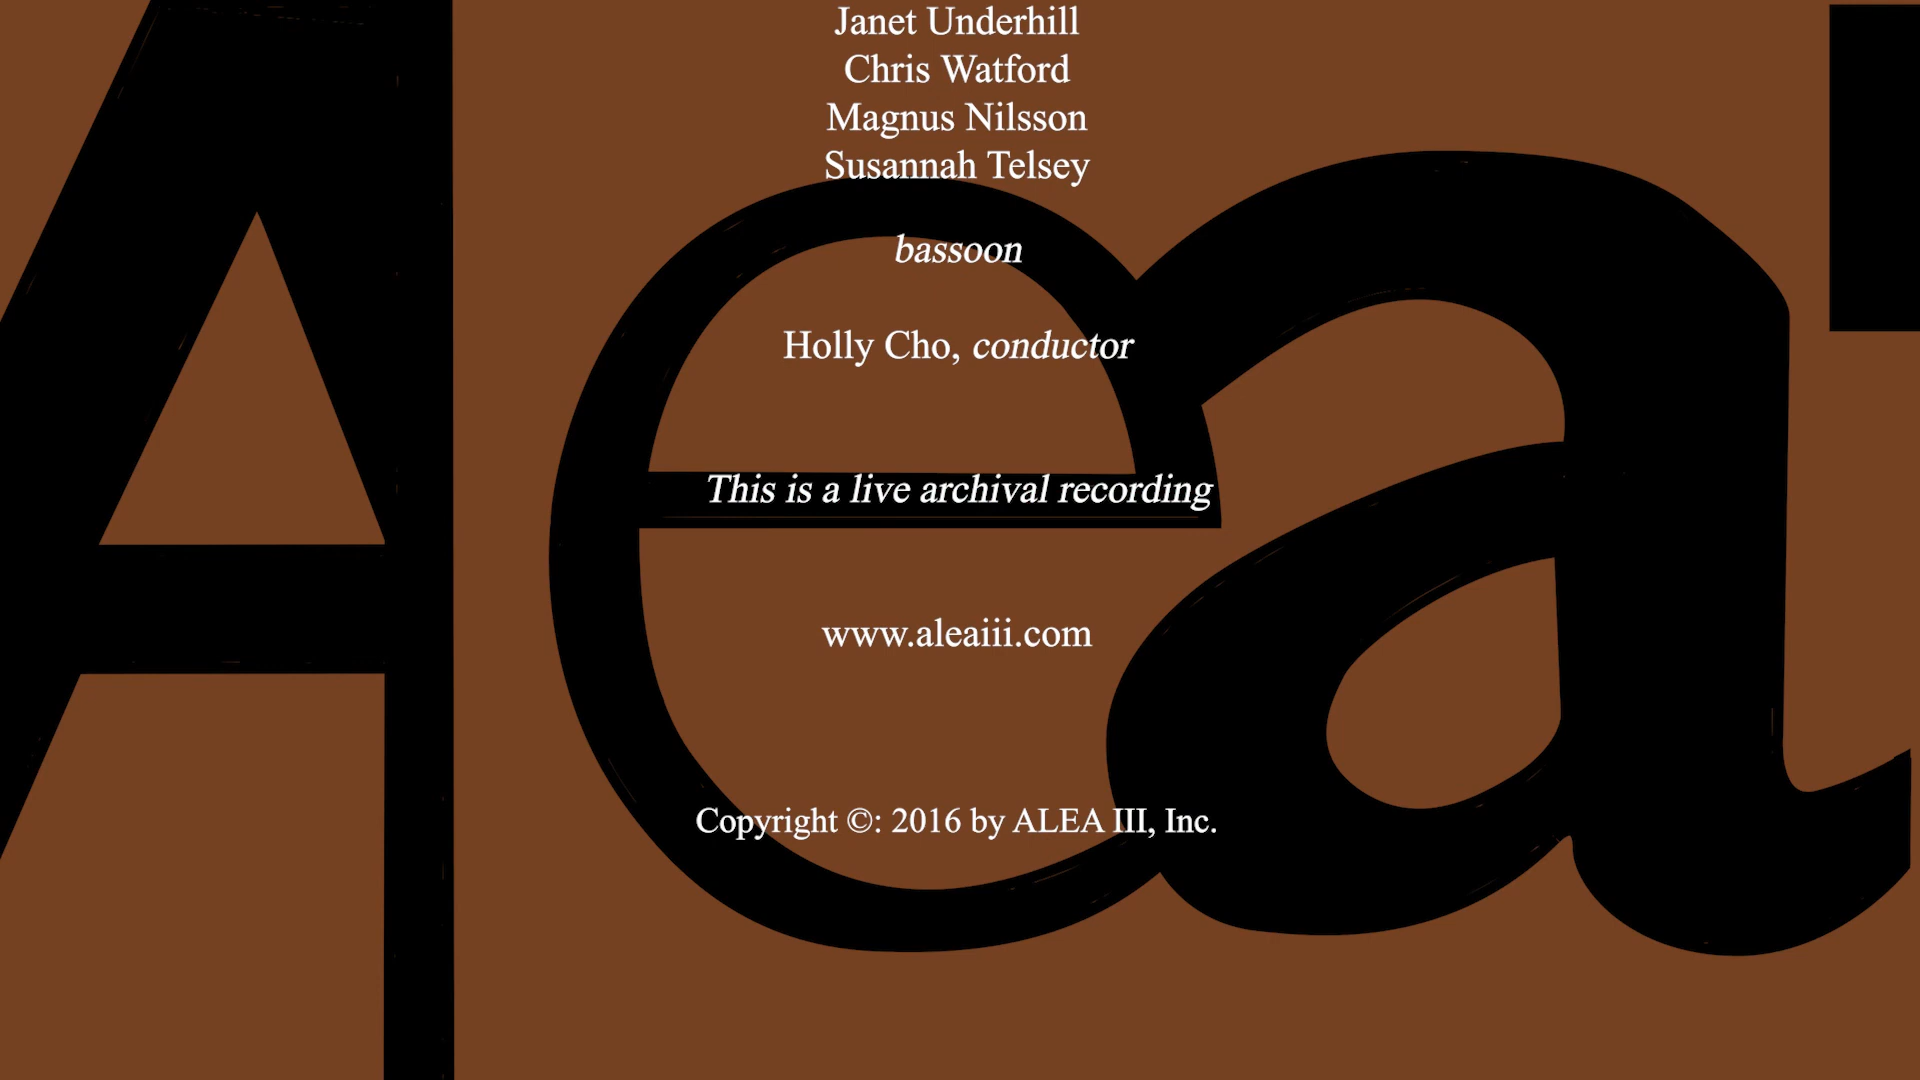 Janet Underhill
Chris Watford
Magnus Nilsson
Susannah Telsey
bassoon
Holly Cho, conductor
This is a live archival recording
www.aleaiii.com
Copyright ©: 2016 by ALEA III, Inc.